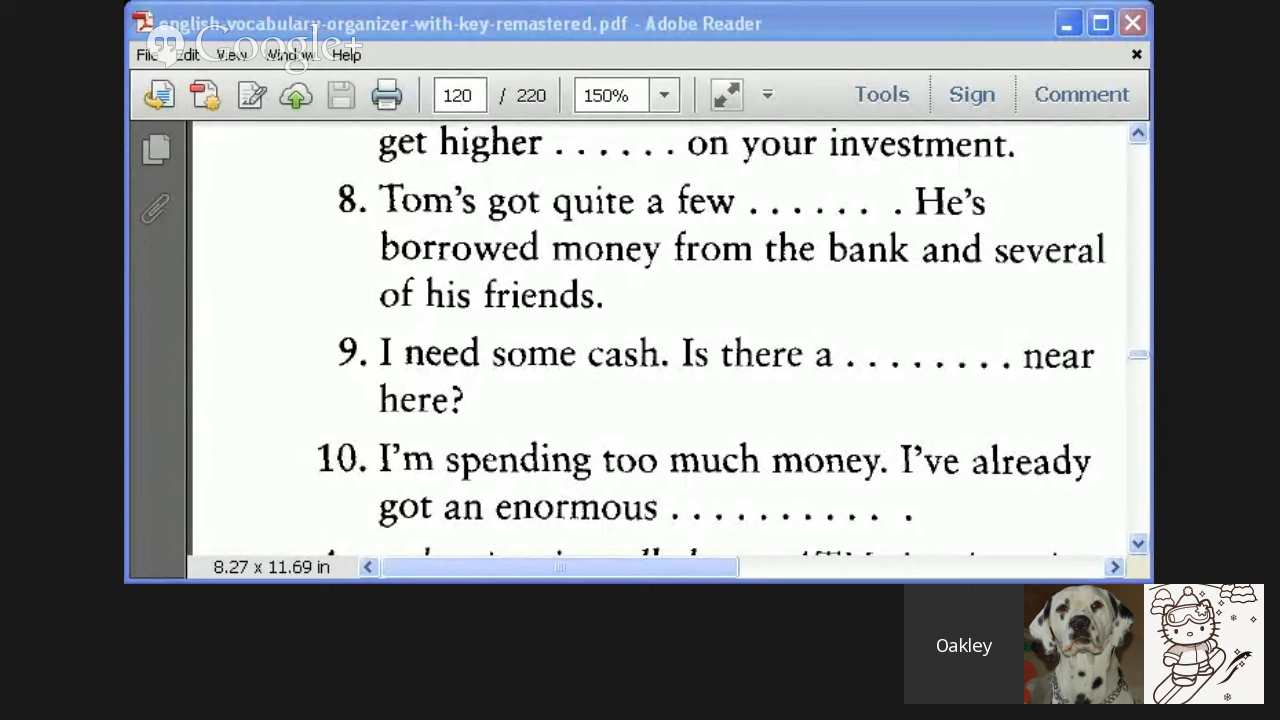 english-vocabulary-organizer-with-key-remastered.pdf - Adobe Reader
Google+
File Edit View Window Help
120 / 220 150% Tools Sign Comment
get higher . . . . . . on your investment.
8. Tom's got quite a few . . . . . . . He's
borrowed money from the bank and several
of his friends.
9. I need some cash. Is there a . . . . . . . . near
here?
10. I'm spending too much money. I've already
got an enormous . . . . . . . . . . .
8.27 x 11.69 in
Oakley